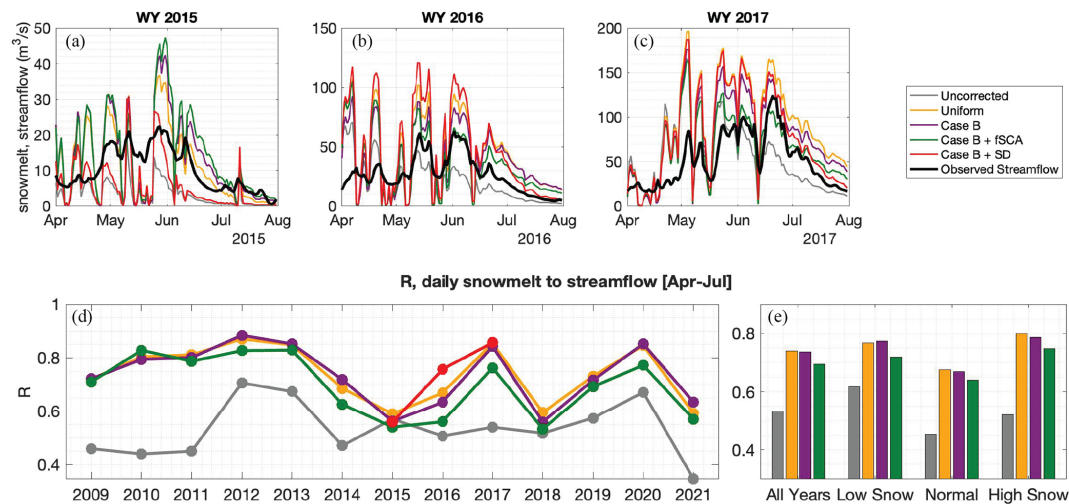 WY 2015
WY 2016
WY 2017
snowmelt, streamflow (m³/s)
(a)
50
40
30
20
10
0
Apr May Jun Jul Aug
2015
(b)
150
120
90
60
30
0
Apr May Jun Jul Aug
2016
(c)
200
150
100
50
0
Apr May Jun Jul Aug
2017
Uncorrected
Uniform
Case B
Case B + fSCA
Case B + SD
Observed Streamflow
R, daily snowmelt to streamflow [Apr-Jul]
(d)
R
1
0.8
0.6
0.4
2009 2010 2011 2012 2013 2014 2015 2016 2017 2018 2019 2020 2021
(e)
0.8
0.6
0.4
All Years Low Snow Normal High Snow